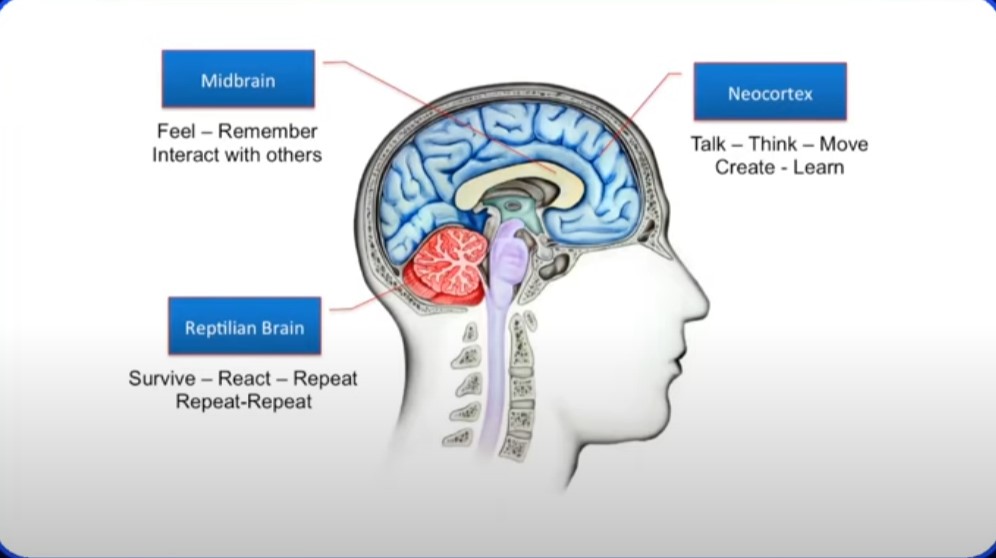 Midbrain
Feel – Remember
Interact with others
Neocortex
Talk – Think – Move
Create - Learn
Reptilian Brain
Survive – React – Repeat
Repeat-Repeat